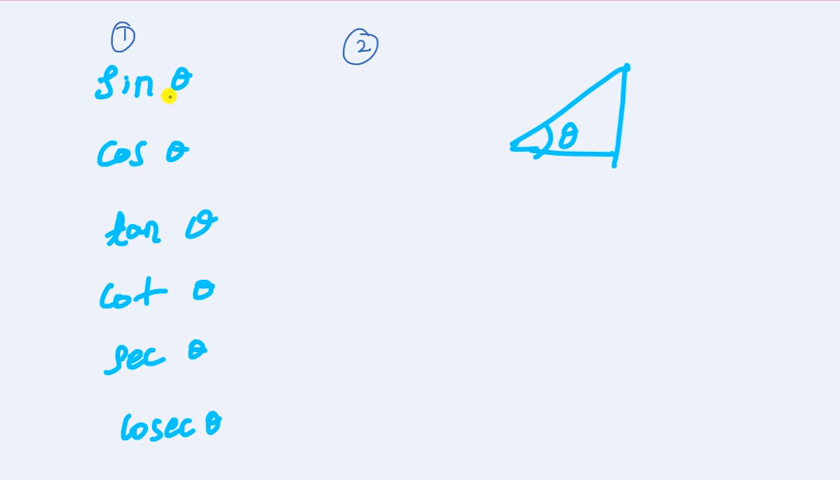 ① ②
sin θ
cos θ
θ
tan θ
cot θ
sec θ
cosec θ